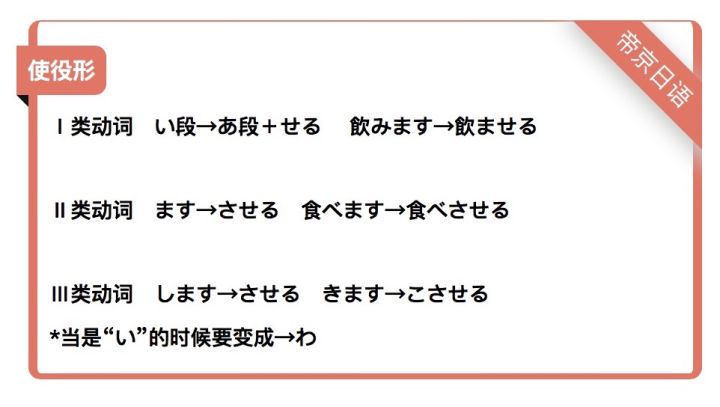 使役形
帝京日语
Ⅰ类动词　い段→あ段＋せる　飲みます→飲ませる
Ⅱ类动词　ます→させる　食べます→食べさせる
Ⅲ类动词　します→させる　きます→こさせる
*当是“い”的时候要变成→わ